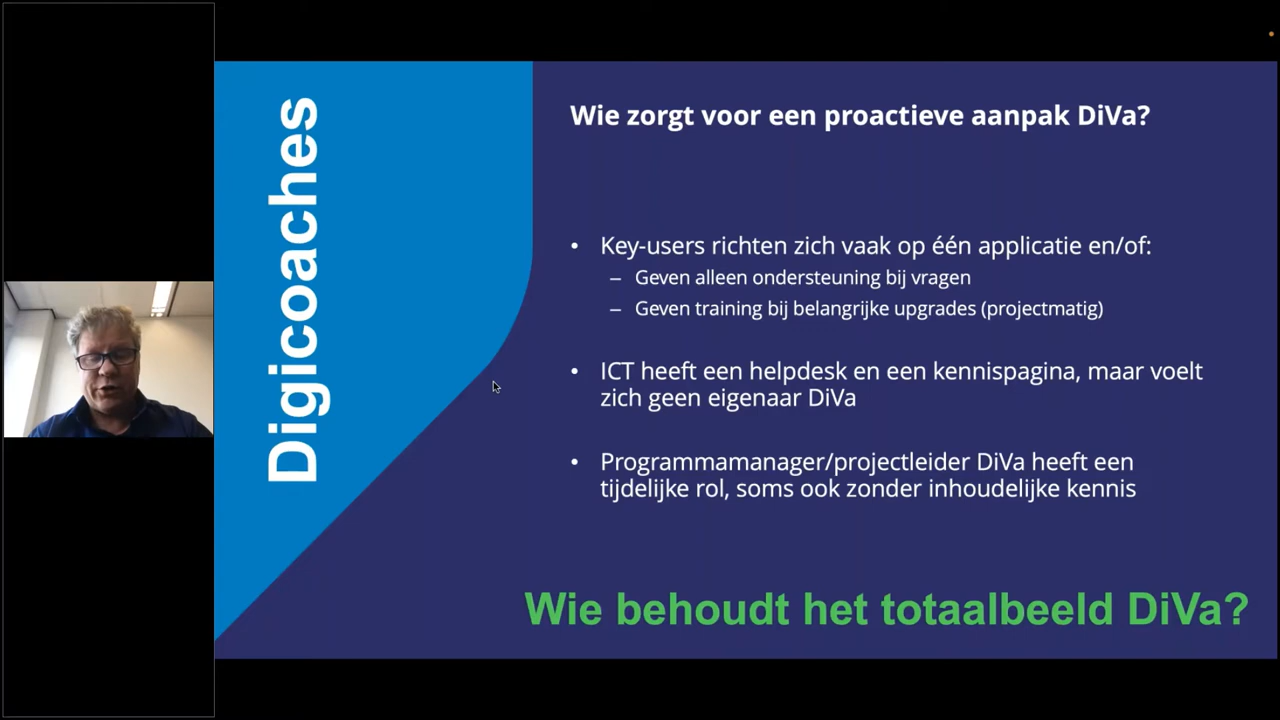 Digicoaches
Wie zorgt voor een proactieve aanpak DiVa?
• Key-users richten zich vaak op één applicatie en/of:
– Geven alleen ondersteuning bij vragen
– Geven training bij belangrijke upgrades (projectmatig)
• ICT heeft een helpdesk en een kennispagina, maar voelt
zich geen eigenaar DiVa
• Programmamanager/projectleider DiVa heeft een
tijdelijke rol, soms ook zonder inhoudelijke kennis
Wie behoudt het totaalbeeld DiVa?